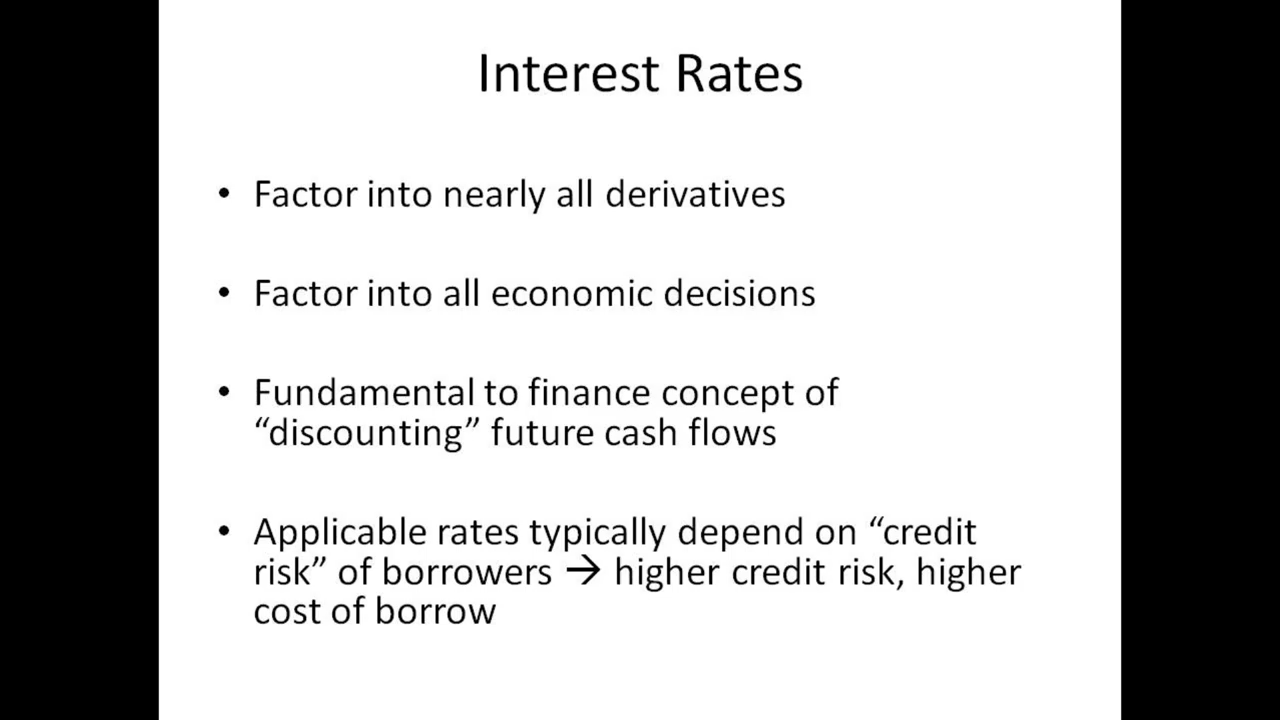 Interest Rates
• Factor into nearly all derivatives
• Factor into all economic decisions
• Fundamental to finance concept of
“discounting” future cash flows
• Applicable rates typically depend on “credit
risk” of borrowers → higher credit risk, higher
cost of borrow